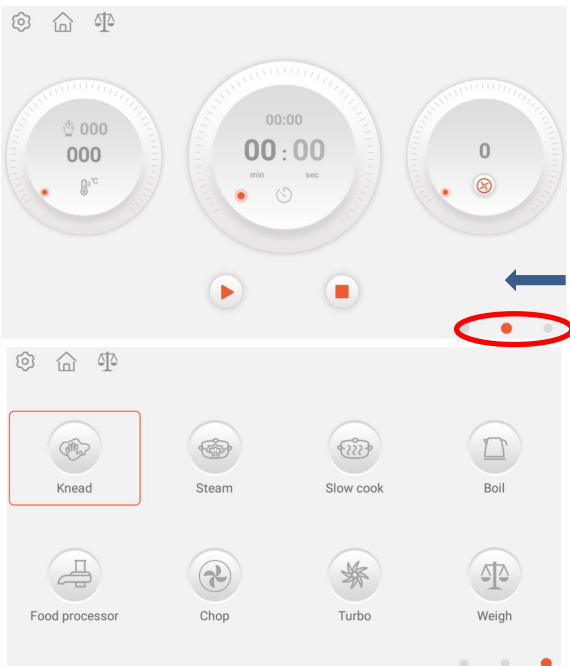 000
00:00
000
00 : 00
0
°C
min sec
Knead Steam Slow cook Boil
Food processor Chop Turbo Weigh